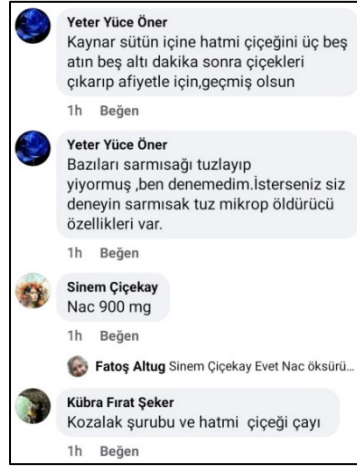 Yeter Yüce Öner
Kaynar sütün içine hatmi çiçeğini üç beş
atın beş altı dakika sonra çiçekleri
çıkarıp afiyetle için,geçmiş olsun
1h Beğen
Yeter Yüce Öner
Bazıları sarmısağı tuzlayıp
yiyormuş ,ben denemedim.İsterseniz siz
deneyin sarmısak tuz mikrop öldürücü
özellikleri var.
1h Beğen
Sinem Çiçekay
Nac 900 mg
1h Beğen
Fatoş Altug Sinem Çiçekay Evet Nac öksürü...
Kübra Fırat Şeker
Kozalak şurubu ve hatmi çiçeği çayı
1h Beğen